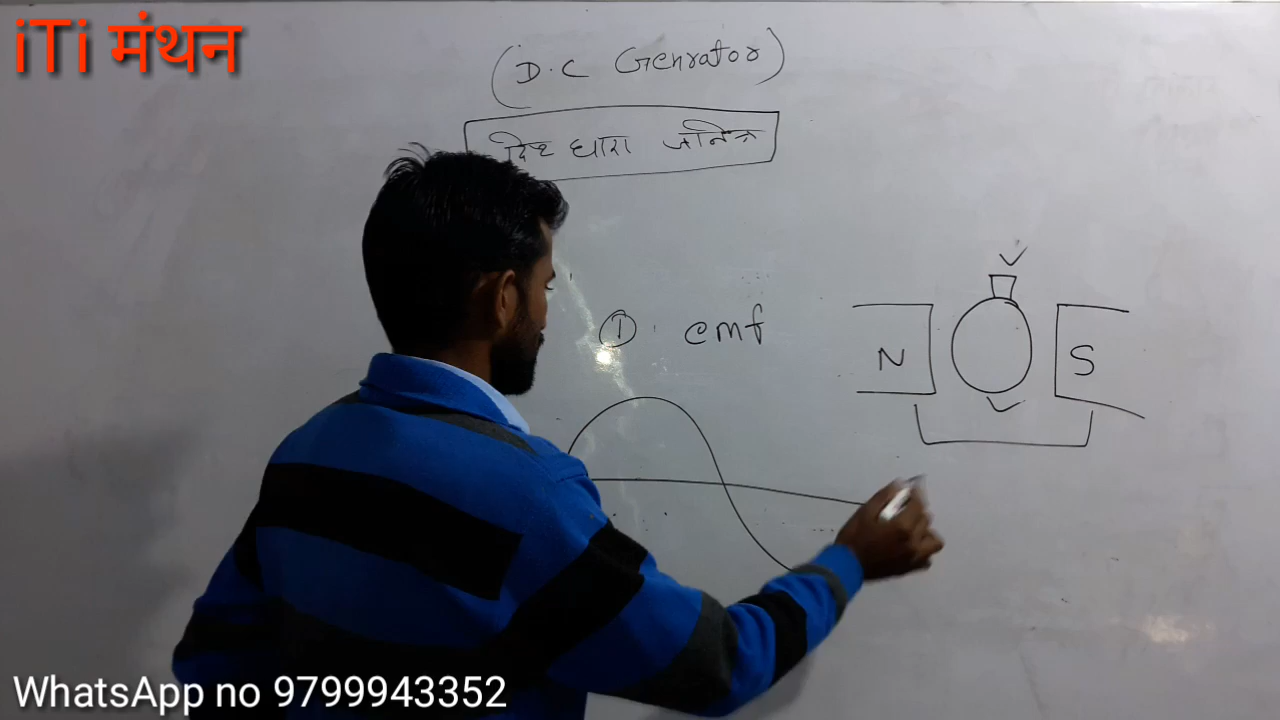 iTi मंथन
(D.C Genrator)
दिष्ट धारा जनित्र
① emf
N S
WhatsApp no 9799943352